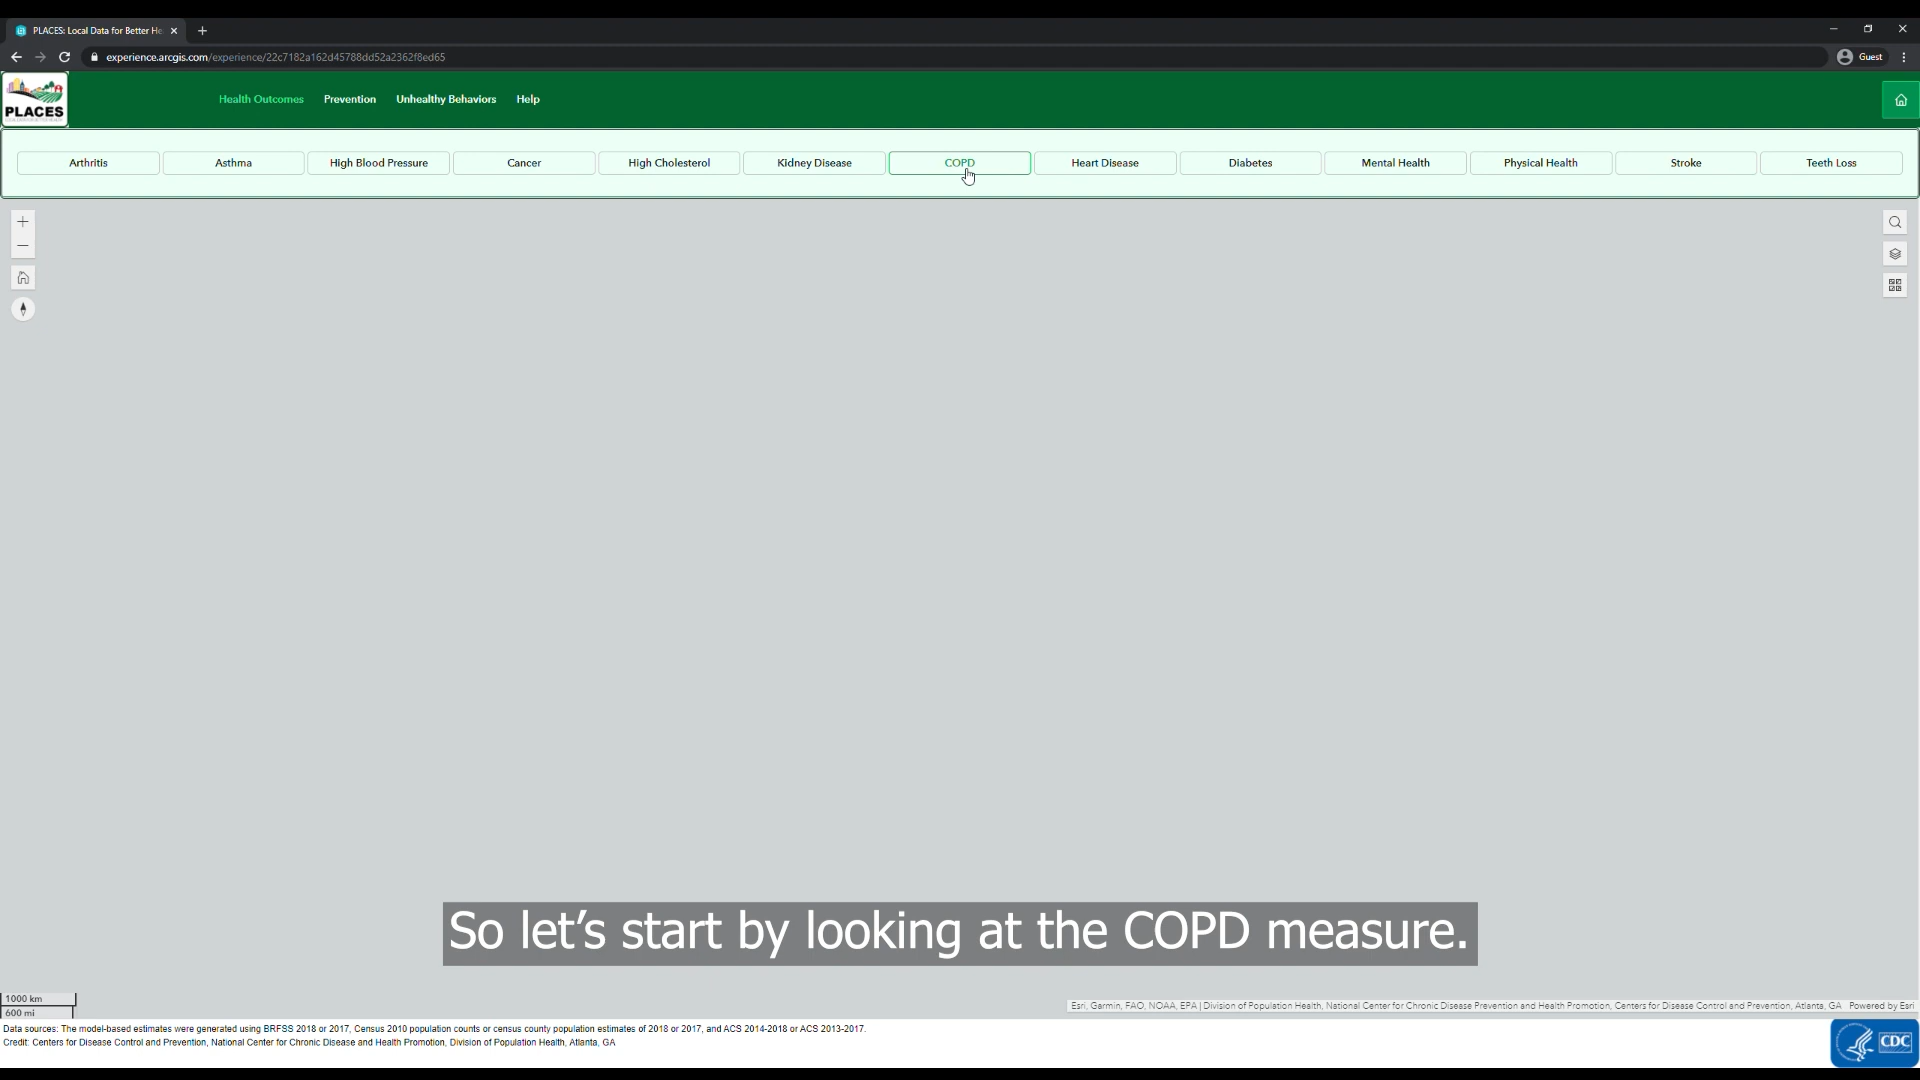 PLACES: Local Data for Better He
experience.arcgis.com/experience/22c7182a162d45788dd52a2362f8ed65
Guest
PLACES
Health Outcomes
Prevention
Unhealthy Behaviors
Help
Arthritis
Asthma
High Blood Pressure
Cancer
High Cholesterol
Kidney Disease
COPD
Heart Disease
Diabetes
Mental Health
Physical Health
Stroke
Teeth Loss
So let’s start by looking at the COPD measure.
1000 km
600 mi
Esri, Garmin, FAO, NOAA, EPA | Division of Population Health, National Center for Chronic Disease Prevention and Health Promotion, Centers for Disease Control and Prevention, Atlanta, GA
Powered by Esri
Data sources: The model-based estimates were generated using BRFSS 2018 or 2017, Census 2010 population counts or census county population estimates of 2018 or 2017, and ACS 2014-2018 or ACS 2013-2017.
Credit: Centers for Disease Control and Prevention, National Center for Chronic Disease and Health Promotion, Division of Population Health, Atlanta, GA
CDC